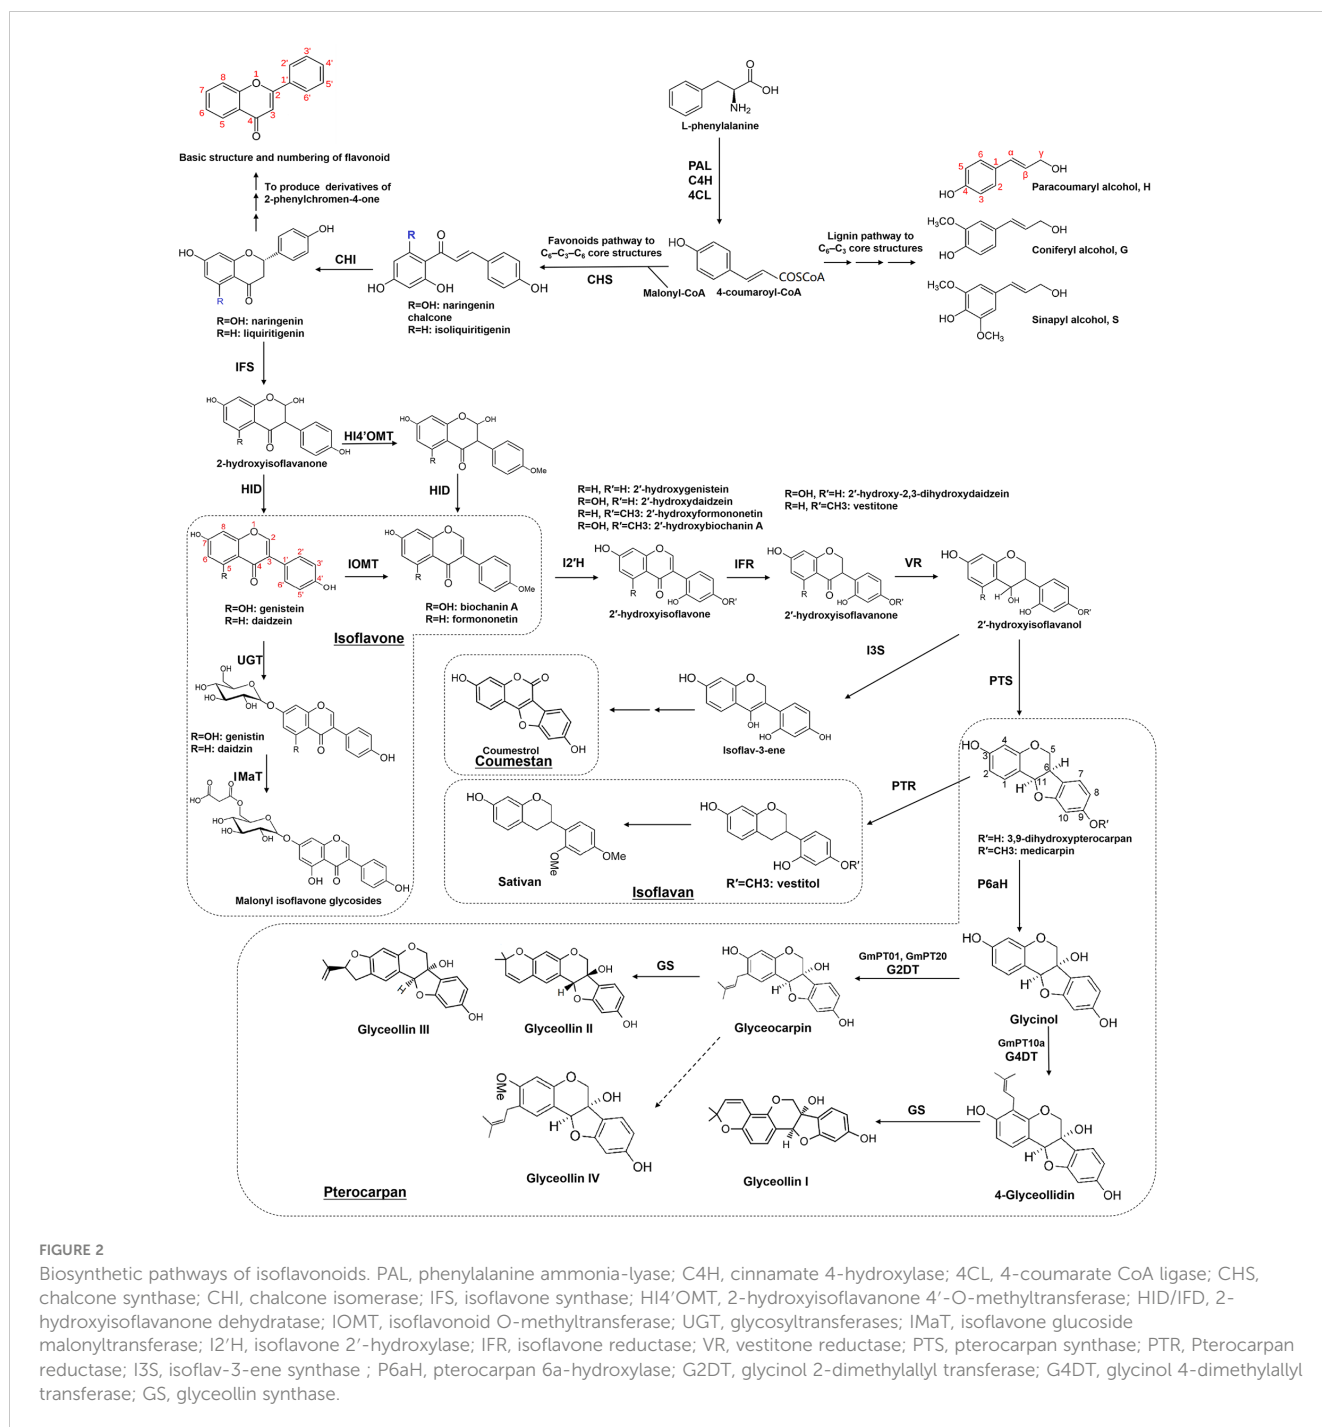 Basic structure and numbering of flavonoid
To produce derivatives of
2-phenylchromen-4-one
L-phenylalanine
PAL
C4H
4CL
Paracoumaryl alcohol, H
Lignin pathway to
C₆–C₃ core structures
Coniferyl alcohol, G
Sinapyl alcohol, S
4-coumaroyl-CoA
Favonoids pathway to
C₆–C₃–C₆ core structures
CHS
Malonyl-CoA
R=OH: naringenin
chalcone
R=H: isoliquiritigenin
CHI
R=OH: naringenin
R=H: liquiritigenin
IFS
2-hydroxyisoflavanone
HI4'OMT
HID
HID
R=OH: genistein
R=H: daidzein
IOMT
R=OH: biochanin A
R=H: formononetin
Isoflavone
UGT
R=OH: genistin
R=H: daidzin
IMaT
Malonyl isoflavone glycosides
R=H, R′=H: 2′-hydroxygenistein
R=OH, R′=H: 2′-hydroxydaidzein
R=H, R′=CH3: 2′-hydroxyformononetin
R=OH, R′=CH3: 2′-hydroxybiochanin A
I2'H
2′-hydroxyisoflavone
IFR
R=OH, R′=H: 2′-hydroxy-2,3-dihydroxydaidzein
R=H, R′=CH3: vestitone
2′-hydroxyisoflavanone
VR
2′-hydroxyisoflavanol
I3S
PTS
Isoflav-3-ene
Coumestrol
Coumestan
PTR
R′=H: 3,9-dihydroxypterocarpan
R′=CH3: medicarpin
Sativan
R′=CH3: vestitol
Isoflavan
P6aH
Glycinol
GmPT01, GmPT20
G2DT
Glyceocarpin
GS
Glyceollin II
Glyceollin III
GmPT10a
G4DT
4-Glyceollidin
GS
Glyceollin I
Glyceollin IV
Pterocarpan
FIGURE 2
Biosynthetic pathways of isoflavonoids. PAL, phenylalanine ammonia-lyase; C4H, cinnamate 4-hydroxylase; 4CL, 4-coumarate CoA ligase; CHS,
chalcone synthase; CHI, chalcone isomerase; IFS, isoflavone synthase; HI4′OMT, 2-hydroxyisoflavanone 4′-O-methyltransferase; HID/IFD, 2-
hydroxyisoflavanone dehydratase; IOMT, isoflavonoid O-methyltransferase; UGT, glycosyltransferases; IMaT, isoflavone glucoside
malonyltransferase; I2′H, isoflavone 2′-hydroxylase; IFR, isoflavone reductase; VR, vestitone reductase; PTS, pterocarpan synthase; PTR, Pterocarpan
reductase; I3S, isoflav-3-ene synthase ; P6aH, pterocarpan 6a-hydroxylase; G2DT, glycinol 2-dimethylallyl transferase; G4DT, glycinol 4-dimethylallyl
transferase; GS, glyceollin synthase.